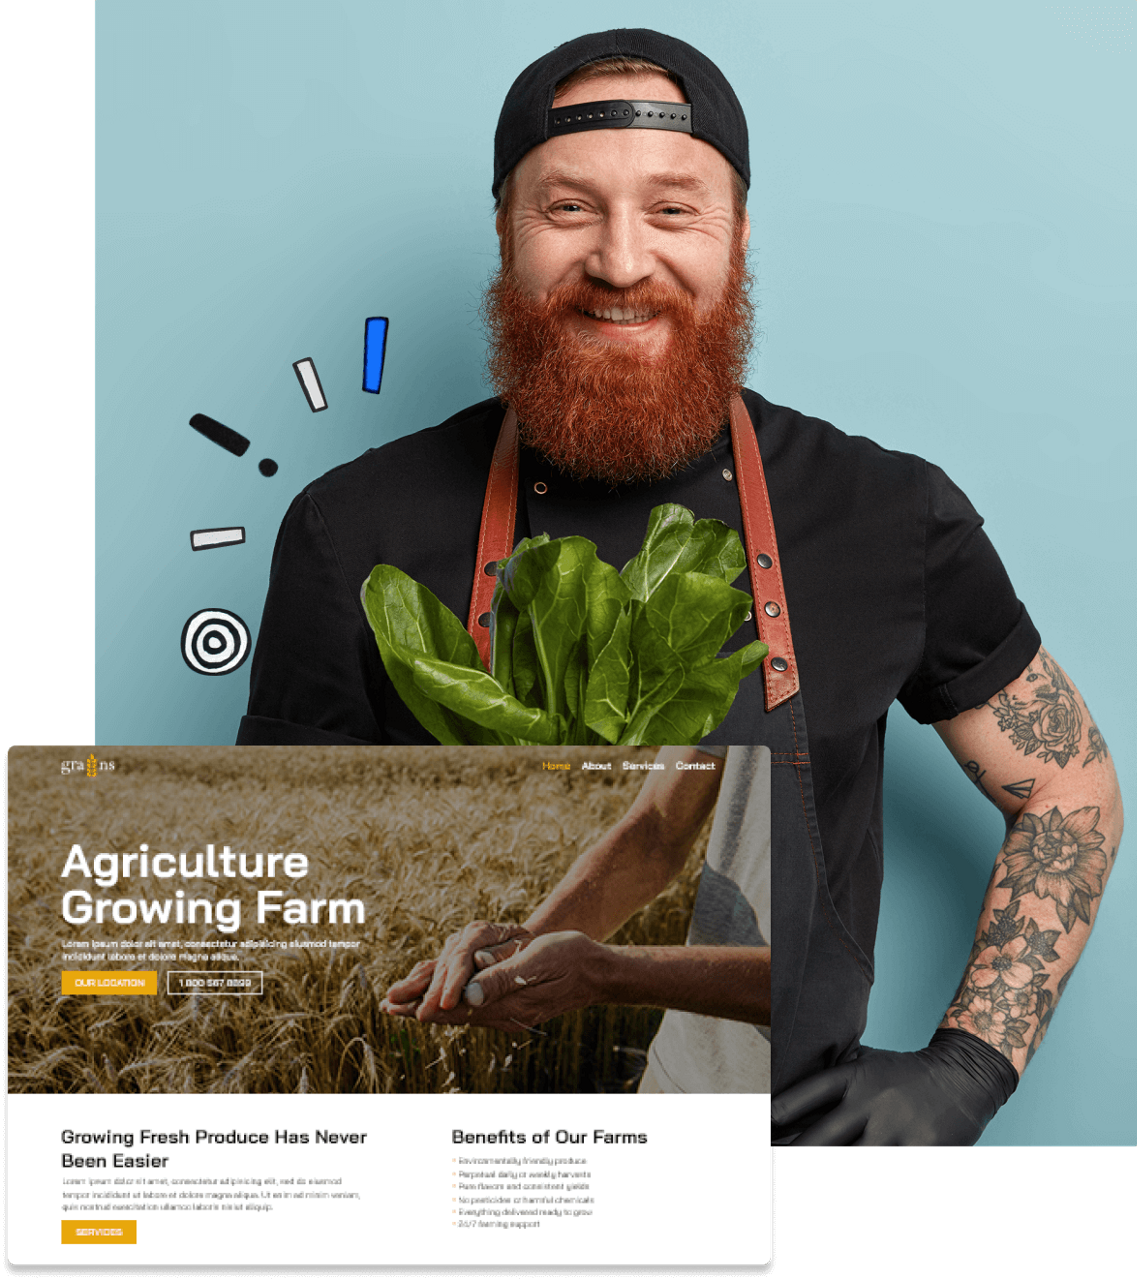 grains
Home About Services Contact
Agriculture
Growing Farm
Lorem ipsum dolor sit amet, consectetur adipisicing eiusmod tempor
incididunt labore et dolore magna aliqua.
OUR LOCATION 1 800 567 8899
Growing Fresh Produce Has Never
Been Easier
Lorem ipsum dolor sit amet, consectetur adipisicing elit, sed do eiusmod
tempor incididunt ut labore et dolore magna aliqua. Ut enim ad minim veniam,
quis nostrud exercitation ullamco laboris nisi ut aliquip.
SERVICES
Benefits of Our Farms
Environmentally friendly produce
Perpetual daily or weekly harvests
Pure flavors and consistent yields
No pesticides or harmful chemicals
Everything delivered ready to grow
24/7 farming support